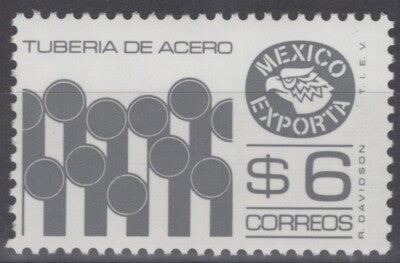 TUBERIA DE ACERO
MEXICO
EXPORTA
$6
CORREOS
T.I.E.V.
R. DAVIDSON